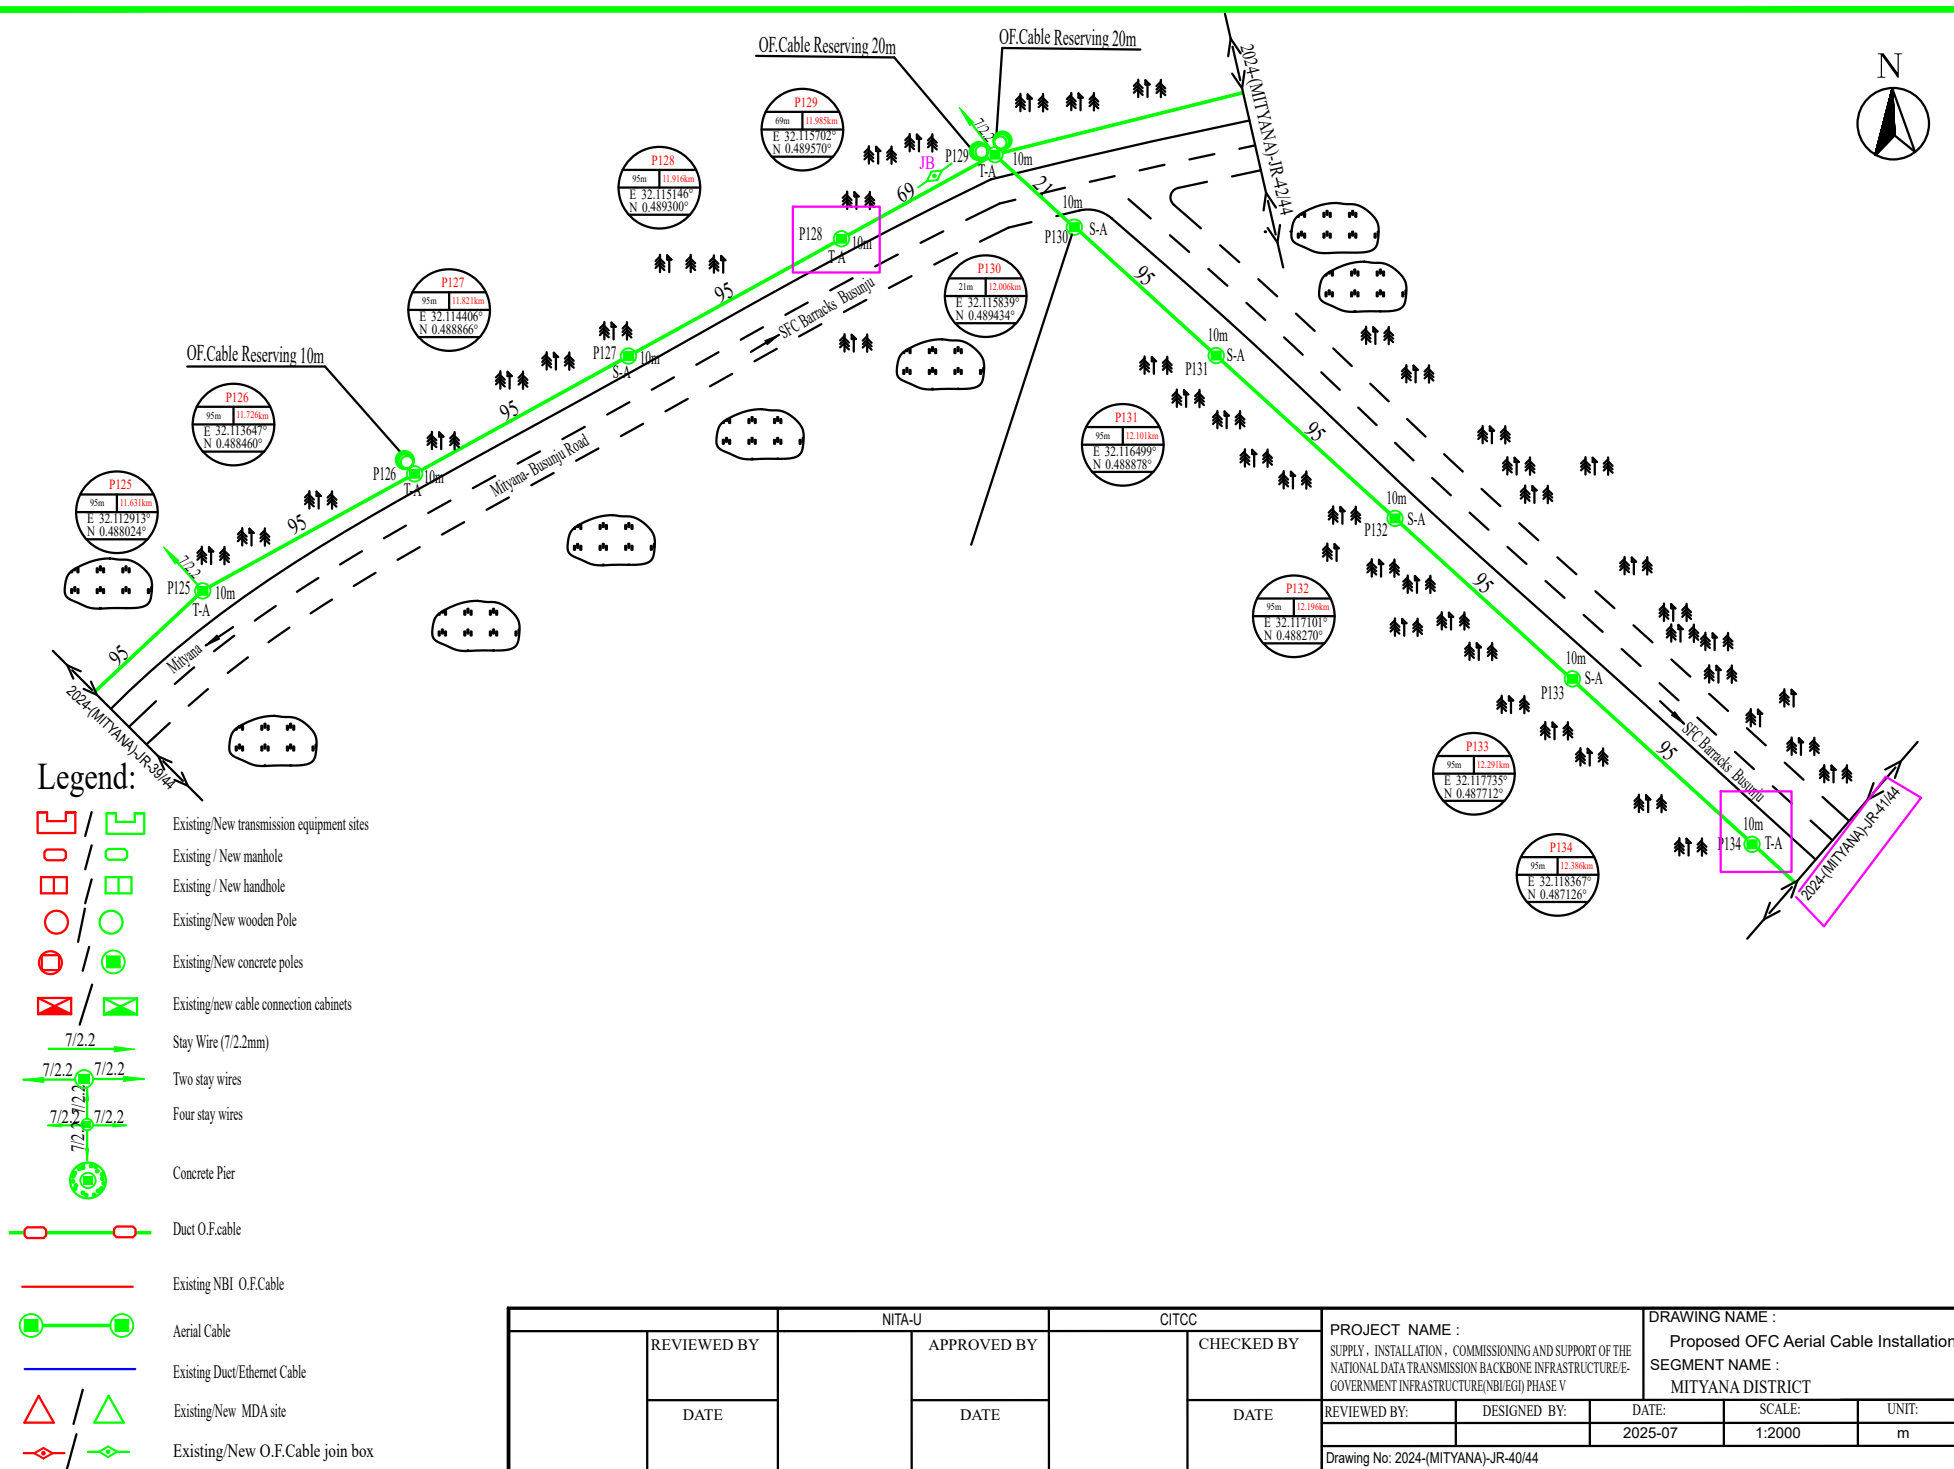 OF.Cable Reserving 20m
OF.Cable Reserving 20m
N
2024-(MITYANA)-JR-42/44
P129
69m 11.985km
E 32.115702°
N 0.489570°
P128
95m 11.916km
E 32.115146°
N 0.489300°
P127
95m 11.821km
E 32.114406°
N 0.488866°
P130
21m 12.006km
E 32.115839°
N 0.489434°
OF.Cable Reserving 10m
P126
95m 11.726km
E 32.113647°
N 0.488460°
P125
95m 11.631km
E 32.112913°
N 0.488024°
P131
95m 12.101km
E 32.116499°
N 0.488878°
P132
95m 12.196km
E 32.117101°
N 0.488270°
P133
95m 12.291km
E 32.117735°
N 0.487712°
P134
95m 12.386km
E 32.118367°
N 0.487126°
7/2.2
P129
10m
T-A
JB
69
21
P128
10m
T-A
95
10m
P130
S-A
95
SFC Barracks Busunju
P127
10m
S-A
95
10m
P131
S-A
95
P126
10m
T-A
95
Mityana- Busunju Road
10m
P132
S-A
95
7/2.2
P125
10m
T-A
95
Mityana
2024-(MITYANA)-JR-39/44
10m
P133
S-A
95
SFC Barracks Busunju
10m
P134
T-A
2024-(MITYANA)-JR-41/44
Legend:
Existing/New transmission equipment sites
Existing / New manhole
Existing / New handhole
Existing/New wooden Pole
Existing/New concrete poles
Existing/new cable connection cabinets
7/2.2
Stay Wire (7/2.2mm)
7/2.2 7/2.2
Two stay wires
7/2.2
7/2.2 7/2.2
7/2.2
Four stay wires
Concrete Pier
Duct O.F.cable
Existing NBI O.F.Cable
Aerial Cable
Existing Duct/Ethernet Cable
Existing/New MDA site
Existing/New O.F.Cable join box
NITA-U
CITCC
REVIEWED BY
APPROVED BY
CHECKED BY
DATE
DATE
DATE
PROJECT NAME :
SUPPLY, INSTALLATION, COMMISSIONING AND SUPPORT OF THE
NATIONAL DATA TRANSMISSION BACKBONE INFRASTRUCTURE/E-
GOVERNMENT INFRASTRUCTURE(NBI/EGI) PHASE V
DRAWING NAME :
Proposed OFC Aerial Cable Installation
SEGMENT NAME :
MITYANA DISTRICT
REVIEWED BY:
DESIGNED BY:
DATE:
SCALE:
UNIT:
2025-07
1:2000
m
Drawing No: 2024-(MITYANA)-JR-40/44